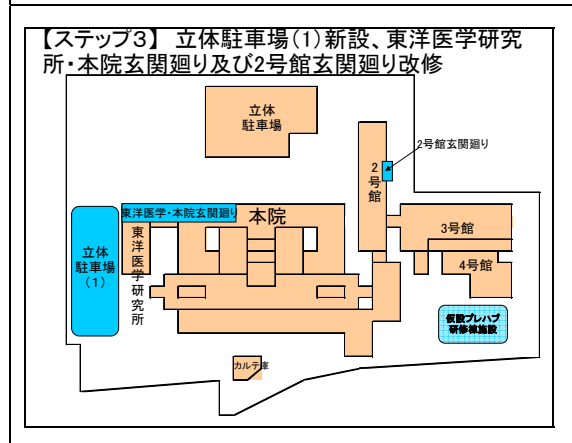 【ステップ3】 立体駐車場(1)新設、東洋医学研究
所・本院玄関廻り及び2号館玄関廻り改修
立体
駐車場
2号館玄関廻り
2
号
館
東洋医学・本院玄関廻り
本院
3号館
東
洋
医
学
研
究
所
立体
駐車場
(1)
4号館
仮設プレハブ
研修棟施設
カルテ庫